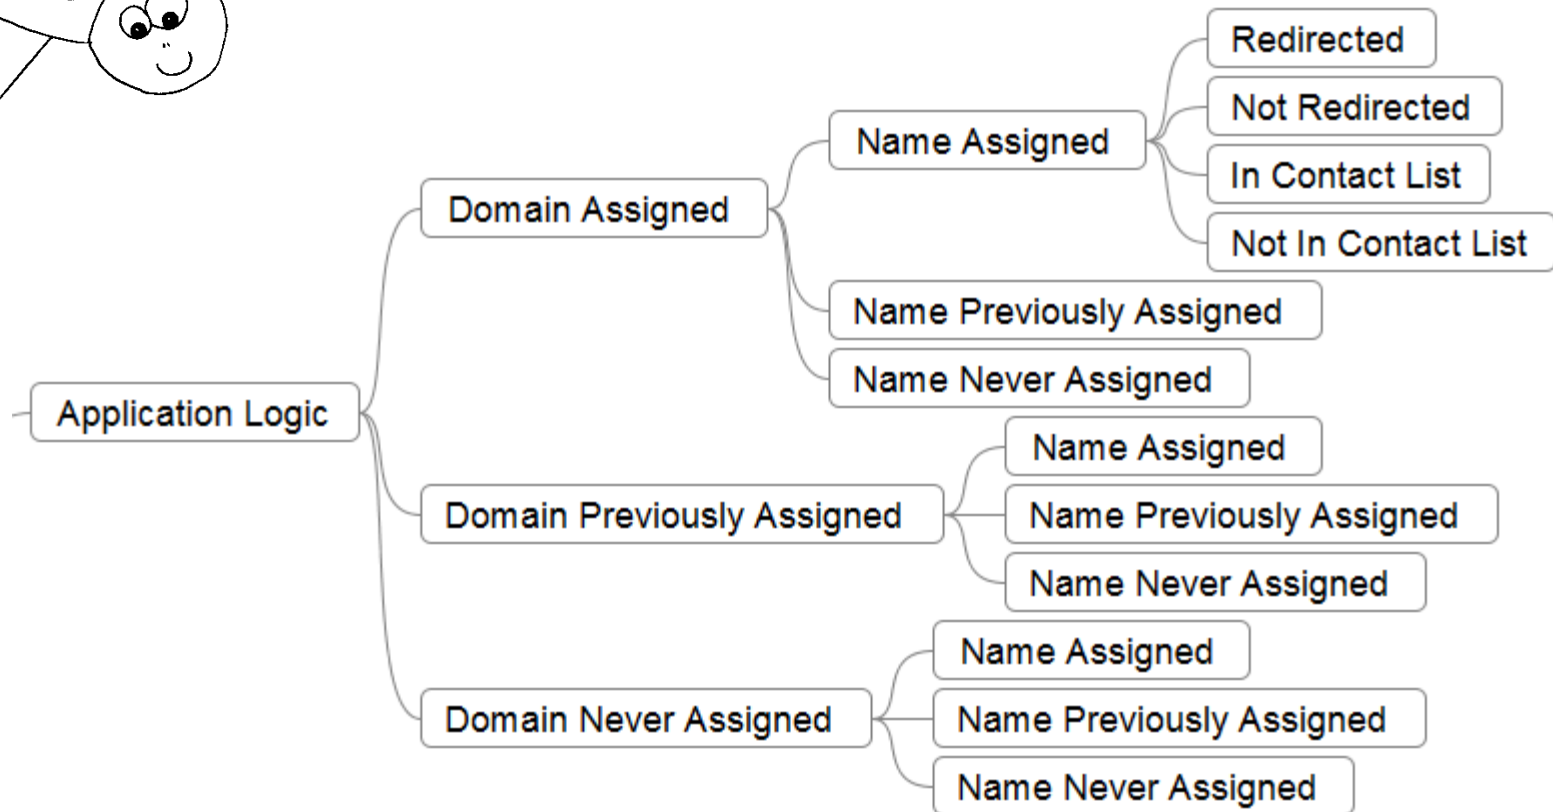 Application Logic
Domain Assigned
Name Assigned
Redirected
Not Redirected
In Contact List
Not In Contact List
Name Previously Assigned
Name Never Assigned
Domain Previously Assigned
Name Assigned
Name Previously Assigned
Name Never Assigned
Domain Never Assigned
Name Assigned
Name Previously Assigned
Name Never Assigned